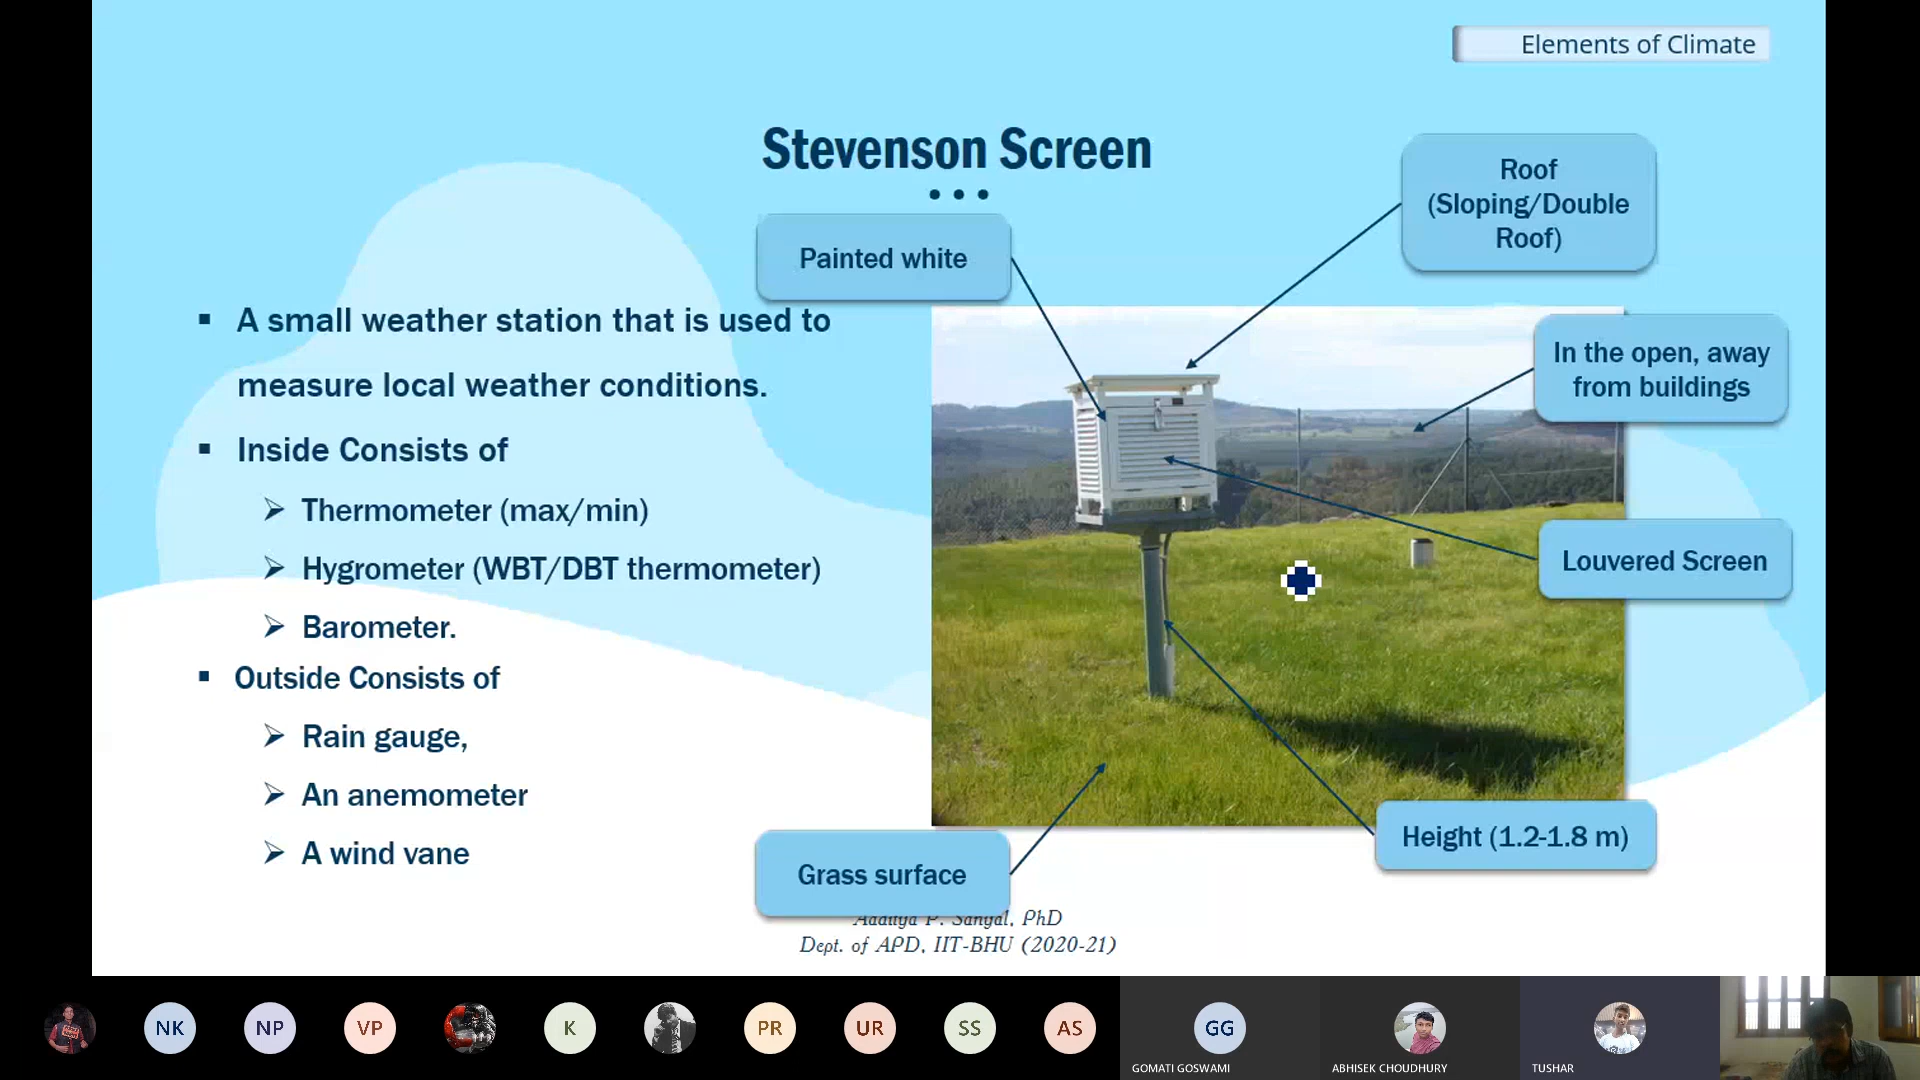 Elements of Climate
Stevenson Screen
Painted white
Roof
(Sloping/Double
Roof)
▪ A small weather station that is used to
measure local weather conditions.
▪ Inside Consists of
➢ Thermometer (max/min)
➢ Hygrometer (WBT/DBT thermometer)
➢ Barometer.
▪ Outside Consists of
➢ Rain gauge,
➢ An anemometer
➢ A wind vane
In the open, away
from buildings
Louvered Screen
Height (1.2-1.8 m)
Grass surface
P. Sanyal, PhD
Dept. of APD, IIT-BHU (2020-21)
NK
NP
VP
K
PR
UR
SS
AS
GG
GOMATI GOSWAMI
ABHISEK CHOUDHURY
TUSHAR